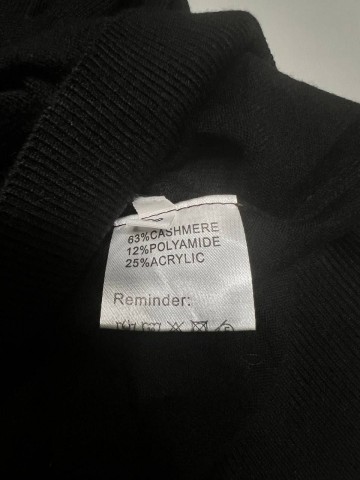 63%CASHMERE
12%POLYAMIDE
25%ACRYLIC
Reminder: